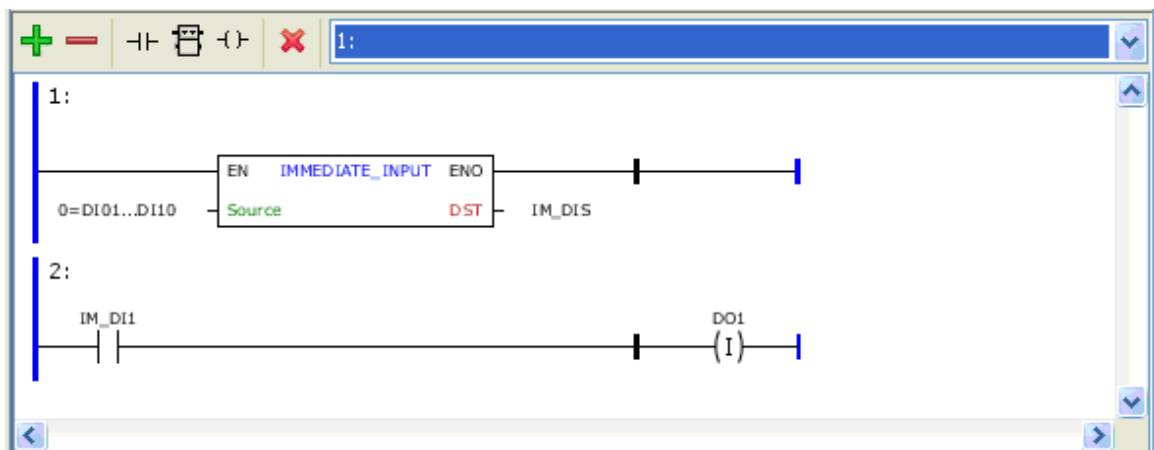 1:
1:
EN IMMEDIATE_INPUT ENO
0=DI01...DI10 Source DST IM_DIS
2:
IM_DI1 DO1
(I)